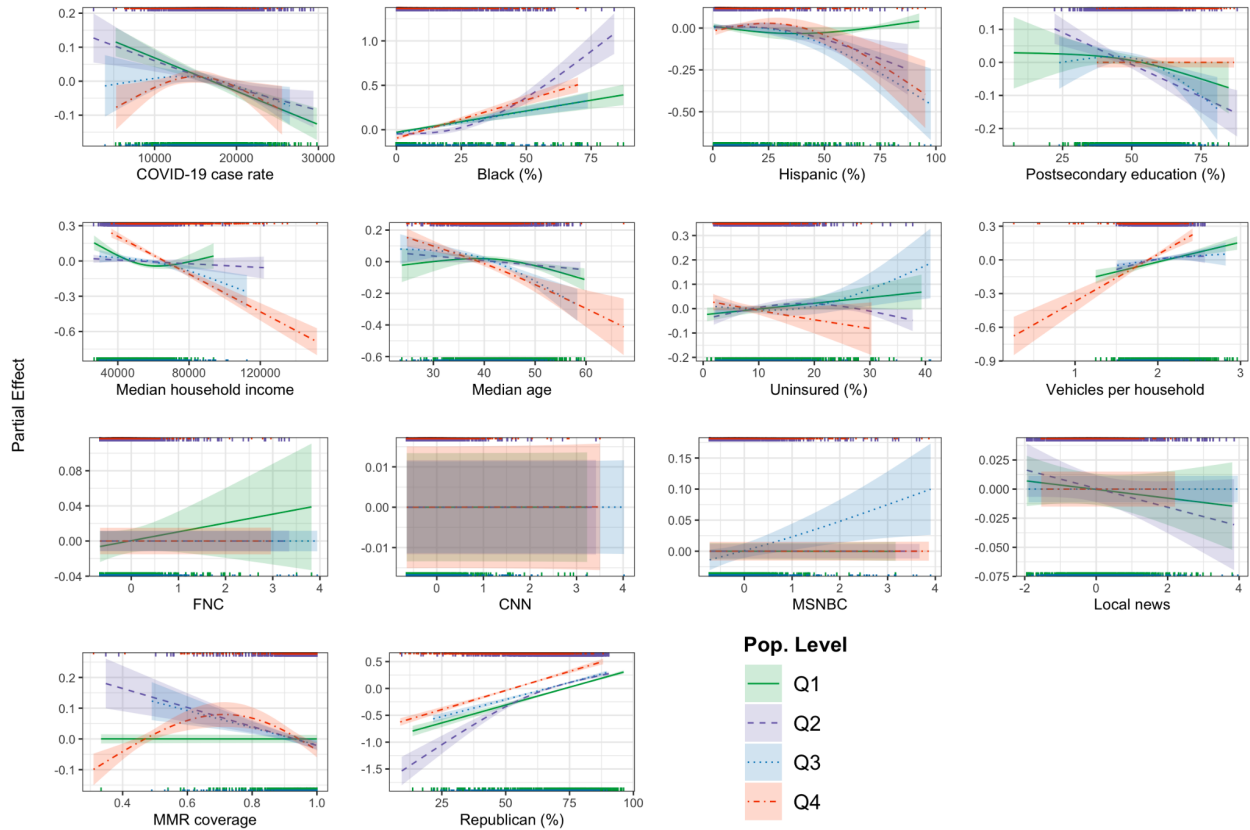 0.2
0.1
0.0
-0.1
10000 20000 30000
COVID-19 case rate
1.0
0.5
0.0
0 25 50 75
Black (%)
0.00
-0.25
-0.50
0 25 50 75 100
Hispanic (%)
0.1
0.0
-0.1
-0.2
25 50 75
Postsecondary education (%)
0.3
0.0
-0.3
-0.6
40000 80000 120000
Median household income
0.2
0.0
-0.2
-0.4
-0.6
30 40 50 60
Median age
0.3
0.2
0.1
0.0
-0.1
-0.2
0 10 20 30 40
Uninsured (%)
0.3
0.0
-0.3
-0.6
-0.9
1 2 3
Vehicles per household
Partial Effect
0.08
0.04
0.00
-0.04
0 1 2 3 4
FNC
0.01
0.00
-0.01
0 1 2 3 4
CNN
0.15
0.10
0.05
0.00
0 1 2 3 4
MSNBC
0.025
0.000
-0.025
-0.050
-0.075
-2 0 2 4
Local news
0.2
0.1
0.0
-0.1
0.4 0.6 0.8 1.0
MMR coverage
0.5
0.0
-0.5
-1.0
-1.5
25 50 75 100
Republican (%)
Pop. Level
Q1
Q2
Q3
Q4